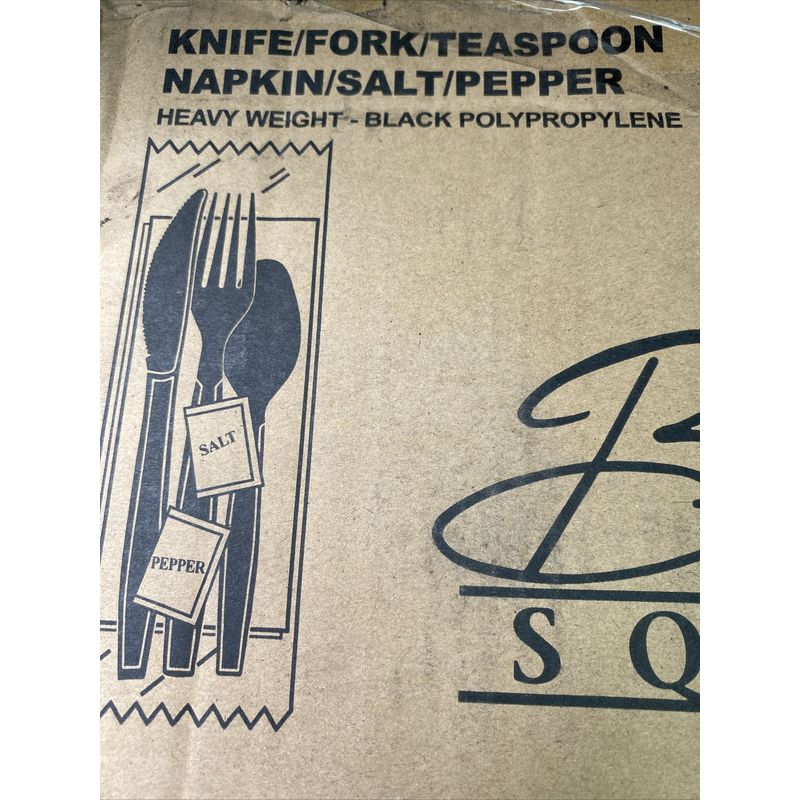 KNIFE/FORK/TEASPOON
NAPKIN/SALT/PEPPER
HEAVY WEIGHT - BLACK POLYPROPYLENE
SALT
PEPPER
B
S Q